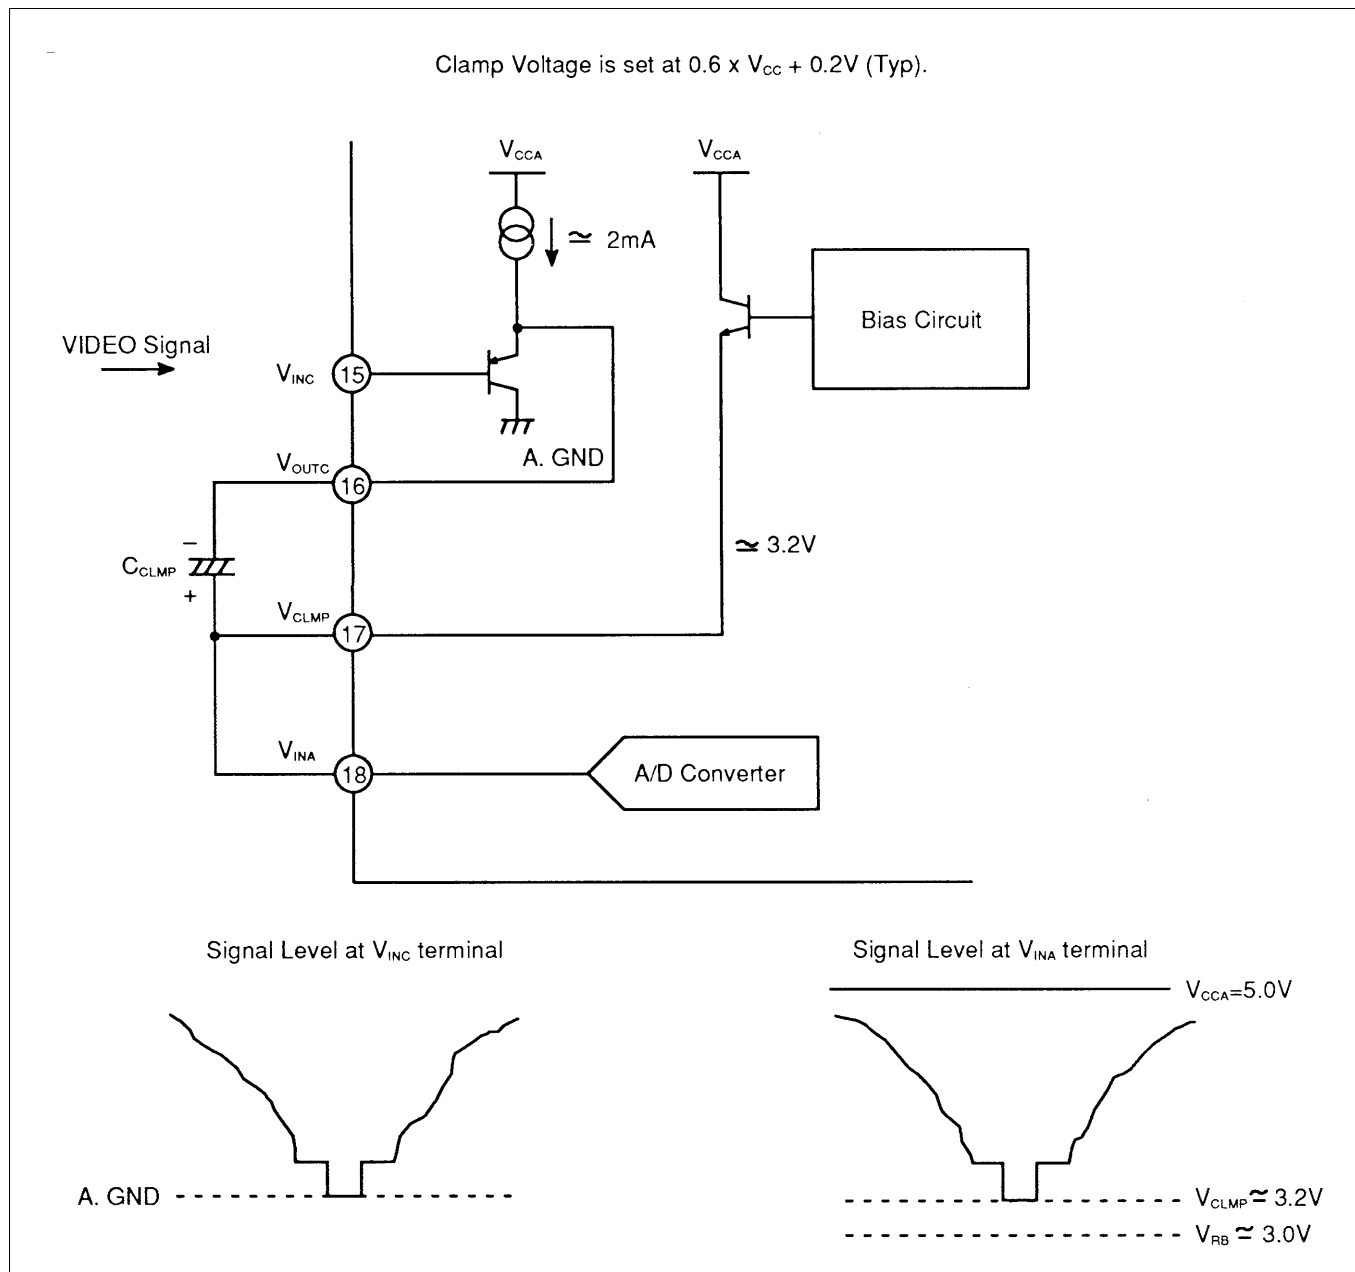 Clamp Voltage is set at 0.6 x VCC + 0.2V (Typ).
VCCA
VCCA
≃ 2mA
Bias Circuit
VIDEO Signal
VINC
15
A. GND
VOUTC
16
≃ 3.2V
−
CCLMP
+
VCLMP
17
VINA
18
A/D Converter
Signal Level at VINC terminal
A. GND
Signal Level at VINA terminal
VCCA=5.0V
VCLMP ≃ 3.2V
VRB ≃ 3.0V